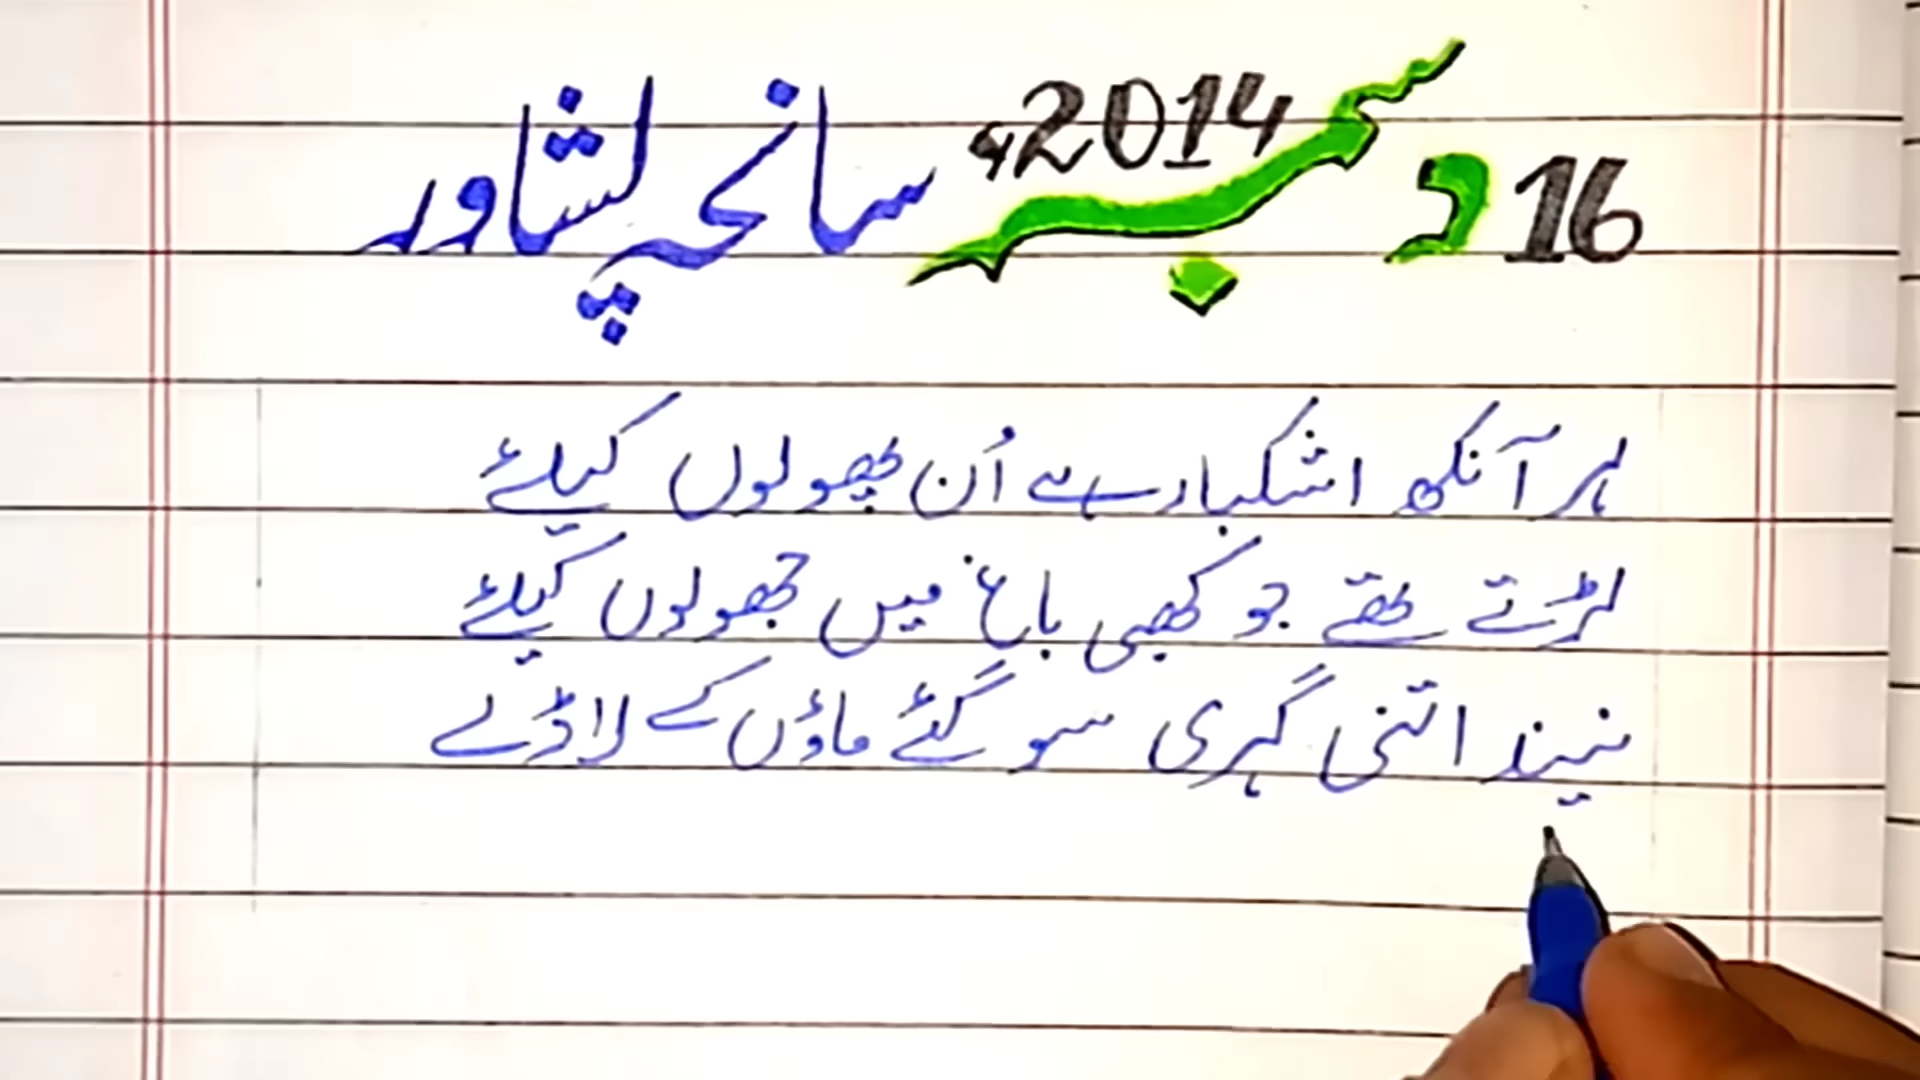 16 دسمبر 2014ء سانحہ پشاور
ہر آنکھ اشکبار ہے اُن پھولوں کیلئے
لڑتے تھے جو کبھی باغ میں جھولوں کیلئے
نیند اتنی گہری سو گئے ماؤں کے لاڈلے